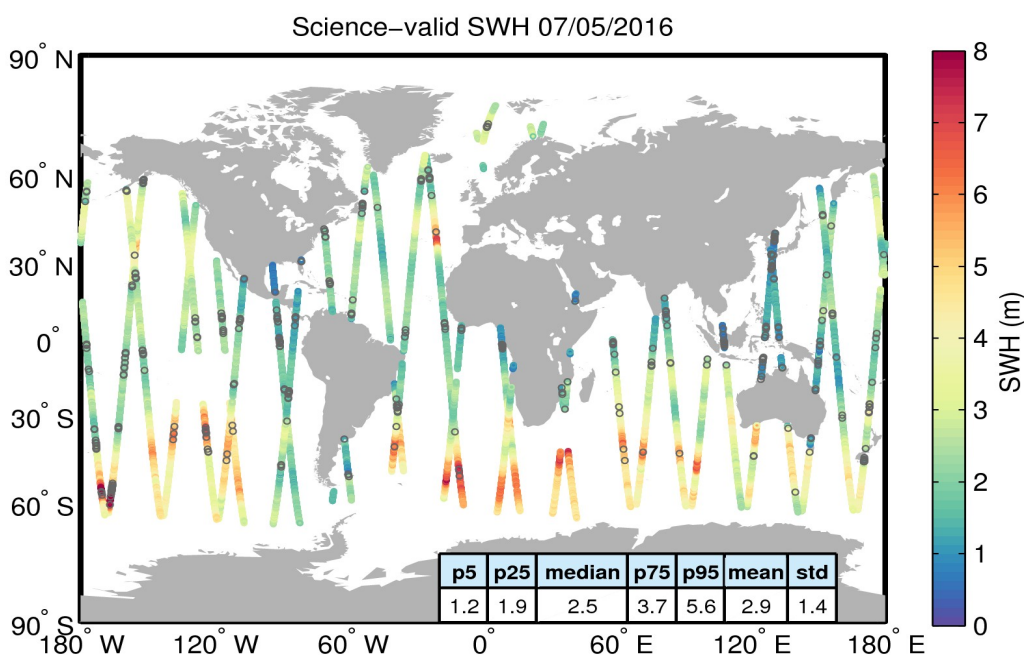 Science−valid SWH 07/05/2016
90° N
60° N
30° N
0°
30° S
60° S
90° S
180° W
120° W
60° W
0°
60° E
120° E
180° E
p5 p25 median p75 p95 mean std
1.2 1.9 2.5 3.7 5.6 2.9 1.4
8
7
6
5
4
3
2
1
0
SWH (m)